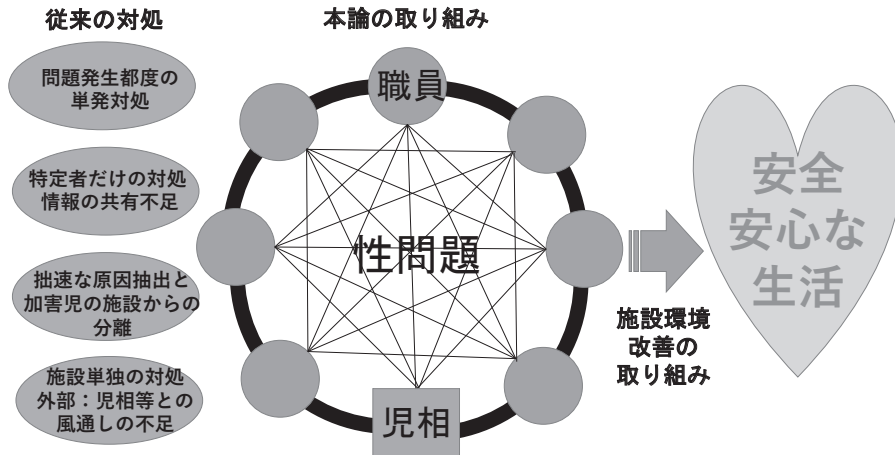 従来の対処
問題発生都度の
単発対処
特定者だけの対処
情報の共有不足
拙速な原因抽出と
加害児の施設からの
分離
施設単独の対処
外部：児相等との
風通しの不足
本論の取り組み
職員
性問題
児相
施設環境
改善の
取り組み
安全
安心な
生活